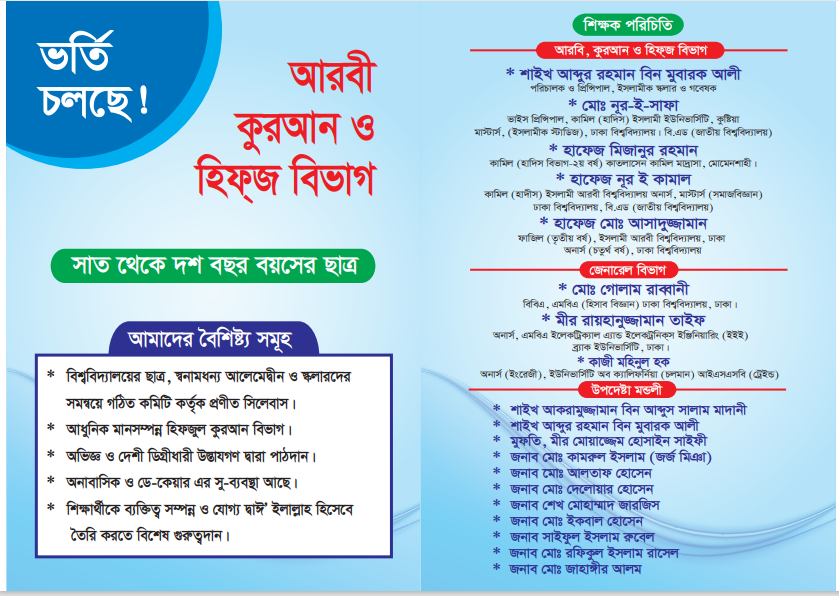 ভর্তি
চলছে!
আরবী
কুরআন ও
হিফ্জ বিভাগ
সাত থেকে দশ বছর বয়সের ছাত্র
আমাদের বৈশিষ্ট্য সমূহ
* বিশ্ববিদ্যালয়ের ছাত্র, স্বনামধন্য আলেমেদ্বীন ও স্কলারদের
সমন্বয়ে গঠিত কমিটি কর্তৃক প্রণীত সিলেবাস।
* আধুনিক মানসম্পন্ন হিফজুল কুরআন বিভাগ।
* অভিজ্ঞ ও দেশী ডিগ্রীধারী উস্তাযগণ দ্বারা পাঠদান।
* অনাবাসিক ও ডে-কেয়ার এর সু-ব্যবস্থা আছে।
* শিক্ষার্থীকে ব্যক্তিত্ব সম্পন্ন ও যোগ্য দ্বাঈ’ ইলাল্লাহ হিসেবে
তৈরি করতে বিশেষ গুরুত্বদান।
শিক্ষক পরিচিতি
আরবি, কুরআন ও হিফ্জ বিভাগ
* শাইখ আব্দুর রহমান বিন মুবারক আলী
পরিচালক ও প্রিন্সিপাল, ইসলামীক স্কলার ও গবেষক
* মোঃ নূর-ই-সাফা
ভাইস প্রিন্সিপাল, কামিল (হাদিস) ইসলামী ইউনিভার্সিটি, কুষ্টিয়া
মাস্টার্স, (ইসলামীক স্টাডিজ), ঢাকা বিশ্ববিদ্যালয়। বি.এড (জাতীয় বিশ্ববিদ্যালয়)
* হাফেজ মিজানুর রহমান
কামিল (হাদিস বিভাগ-২য় বর্ষ) কাতলাসেন কামিল মাদ্রাসা, মোমেনশাহী।
* হাফেজ নূর ই কামাল
কামিল (হাদীস) ইসলামী আরবী বিশ্ববিদ্যালয় অনার্স, মাস্টার্স (সমাজবিজ্ঞান)
ঢাকা বিশ্ববিদ্যালয়, বি.এড (জাতীয় বিশ্ববিদ্যালয়)
* হাফেজ মোঃ আসাদুজ্জামান
ফাজিল (তৃতীয় বর্ষ), ইসলামী আরবী বিশ্ববিদ্যালয়, ঢাকা
অনার্স (চতুর্থ বর্ষ), ঢাকা বিশ্ববিদ্যালয়
জেনারেল বিভাগ
* মোঃ গোলাম রাব্বানী
বিবিএ, এমবিএ (হিসাব বিজ্ঞান) ঢাকা বিশ্ববিদ্যালয়, ঢাকা।
* মীর রায়হানুজ্জামান তাইফ
অনার্স, এমবিএ ইলেকট্রিক্যাল এ্যান্ড ইলেকট্রনিক্স ইঞ্জিনিয়ারিং (ইইই)
ব্র্যাক ইউনিভার্সিটি, ঢাকা।
* কাজী মহিনুল হক
অনার্স (ইংরেজী), ইউনিভার্সিটি অব ক্যালিফর্নিয়া (চলমান) আইএসএসবি (ট্রেইন্ড)
উপদেষ্টা মন্ডলী
* শাইখ আকরামুজ্জামান বিন আব্দুস সালাম মাদানী
* শাইখ আব্দুর রহমান বিন মুবারক আলী
* মুফতি, মীর মোয়াজ্জেম হোসাইন সাইফী
* জনাব মোঃ কামরুল ইসলাম (জর্জ মিঞা)
* জনাব মোঃ আলতাফ হোসেন
* জনাব মোঃ দেলোয়ার হোসেন
* জনাব শেখ মোহাম্মাদ জারজিস
* জনাব মোঃ ইকবাল হোসেন
* জনাব সাইফুল ইসলাম রুবেল
* জনাব মোঃ রফিকুল ইসলাম রাসেল
* জনাব মোঃ জাহাঙ্গীর আলম